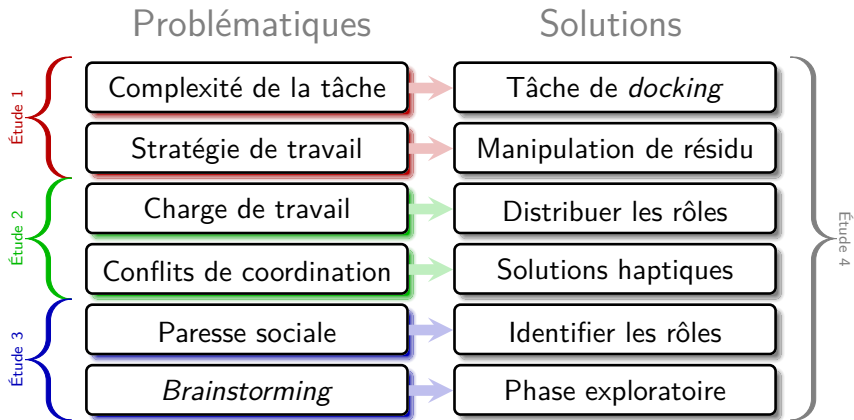 Problématiques Solutions
Étude 1
Complexité de la tâche Tâche de docking
Stratégie de travail Manipulation de résidu
Étude 2
Charge de travail Distribuer les rôles
Conflits de coordination Solutions haptiques
Étude 3
Paresse sociale Identifier les rôles
Brainstorming Phase exploratoire
Étude 4